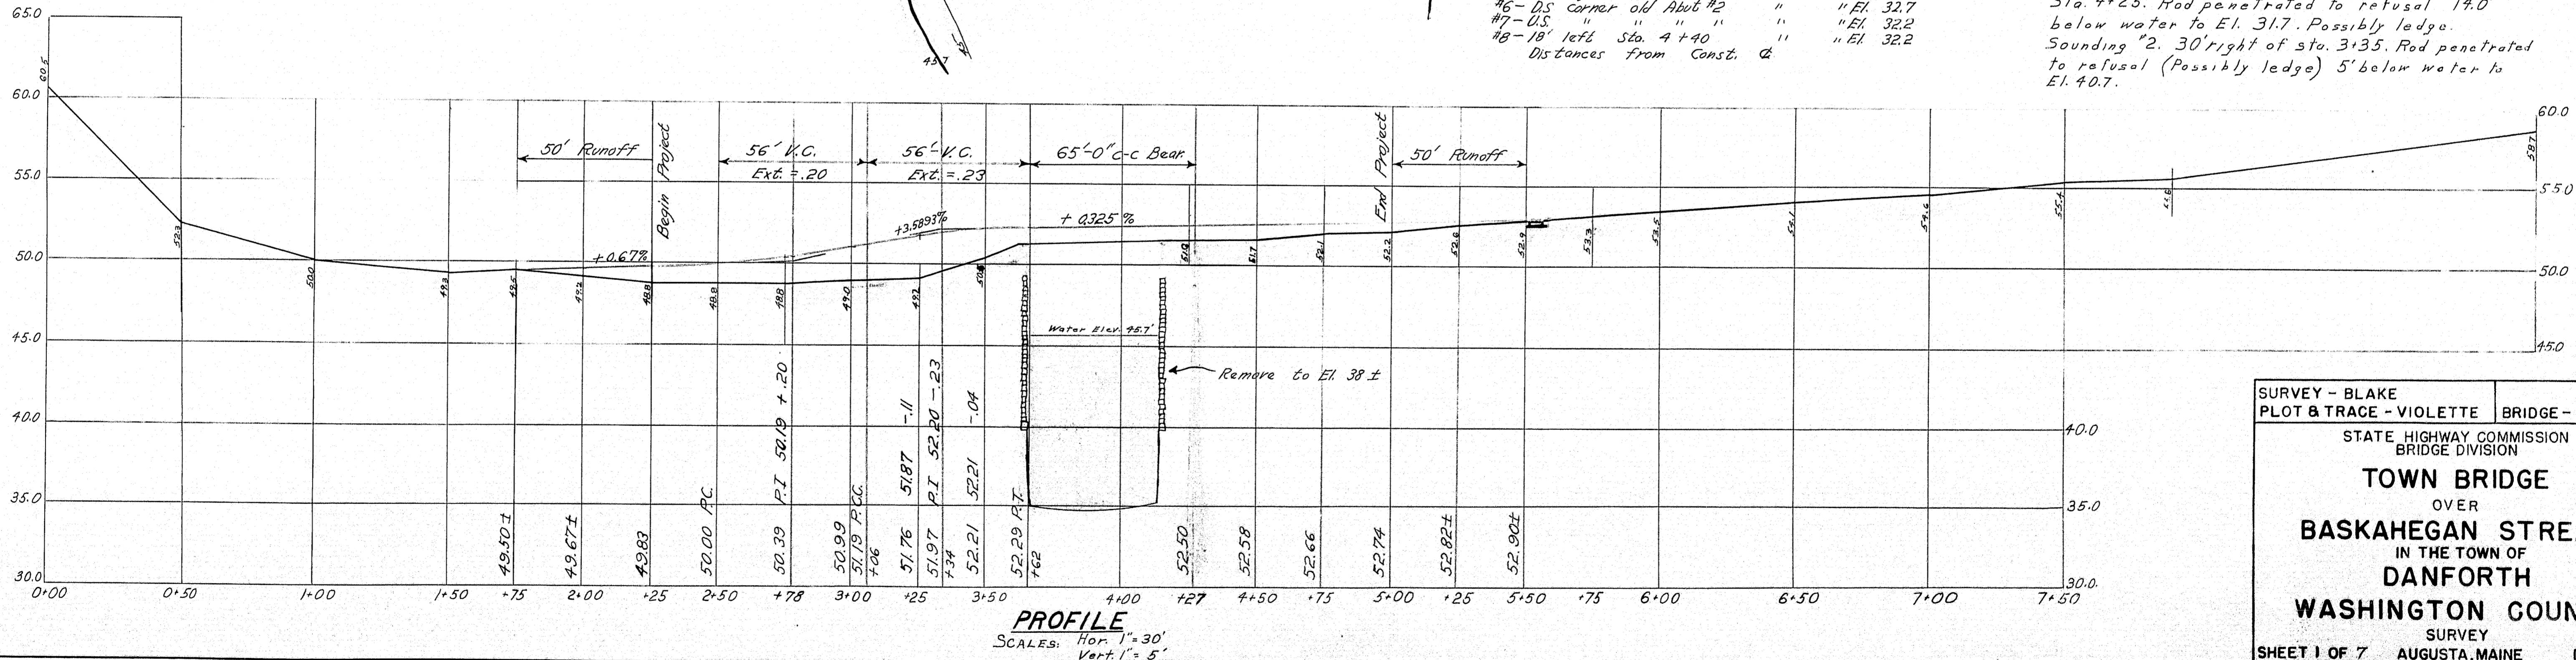 #6 - D.S corner old Abut #2 " " El. 32.7
#7 - U.S. " " " " " El. 32.2
#8 - 18' left Sta. 4+40 " " El. 32.2
Distances from Const. ℄
Sta. 4+25. Rod penetrated to refusal 14.0
below water to El. 31.7. Possibly ledge.
Sounding #2. 30' right of sta. 3+35. Rod penetrated
to refusal (Possibly ledge) 5' below water to
El. 40.7.
45.7
65.0
60.0
55.0
50.0
45.0
40.0
35.0
30.0
60.0
55.0
50.0
45.0
40.0
35.0
30.0
50' Runoff
Begin Project
56' V.C.
Ext. = .20
56'-V.C.
Ext. = .23
65'-0" c-c Bear.
End Project
50' Runoff
+0.67%
+3.5893%
+0.325%
60.5
52.3
50.0
49.3
49.5
49.2
48.8
48.8
48.8
49.0
49.2
51.7
52.1
52.2
52.6
52.9
53.3
53.5
54.1
54.6
55.4
58.7
Water Elev. 45.7'
Remove to El. 38 ±
49.50±
49.67±
49.83
50.00 P.C.
50.39 P.I 50.19 + .20
50.99
51.19 P.C.C.
+06
51.76 51.87 -.11
51.97 P.I 52.20 -.23
+34
52.21 52.21 -.04
52.29 P.T.
+62
52.50
52.58
52.66
52.74
52.82±
52.90±
0+00 0+50 1+00 1+50 +75 2+00 +25 2+50 +78 3+00 +25 3+50 4+00 +27 4+50 +75 5+00 +25 5+50 +75 6+00 6+50 7+00 7+50
PROFILE
SCALES: Hor. 1"=30'
Vert. 1"= 5'
SURVEY - BLAKE
PLOT & TRACE - VIOLETTE BRIDGE -
STATE HIGHWAY COMMISSION
BRIDGE DIVISION
TOWN BRIDGE
OVER
BASKAHEGAN STRE
IN THE TOWN OF
DANFORTH
WASHINGTON COUN
SURVEY
SHEET 1 OF 7 AUGUSTA, MAINE